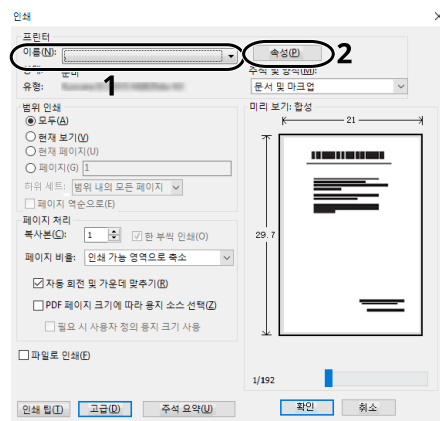 인쇄
프린터
이름(N):
속성(P)
2
준비
주석 및 양식(M):
1
유형:
문서 및 마크업
범위 인쇄
미리 보기: 합성
모두(A)
21
현재 보기(V)
현재 페이지(U)
페이지(G) 1
하위 세트: 범위 내의 모든 페이지
페이지 역순으로(E)
페이지 처리
복사본(C): 1 한 부씩 인쇄(O)
29.7
페이지 비율: 인쇄 가능 영역으로 축소
자동 회전 및 가운데 맞추기(R)
PDF 페이지 크기에 따라 용지 소스 선택(Z)
필요 시 사용자 정의 용지 크기 사용
파일로 인쇄(F)
1/192
인쇄 팁(T) 고급(D) 주석 요약(U) 확인 취소